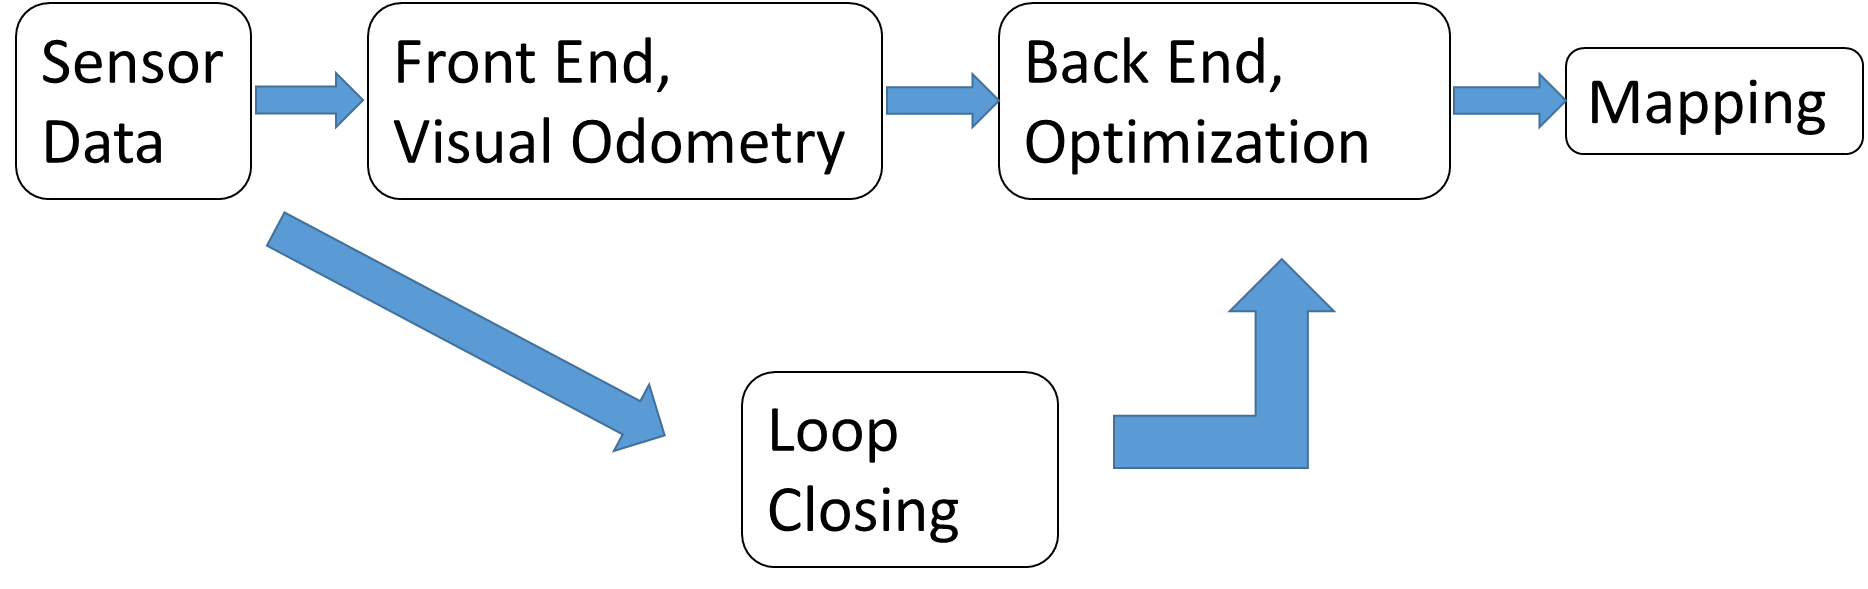 Sensor
Data
Front End,
Visual Odometry
Back End,
Optimization
Mapping
Loop
Closing